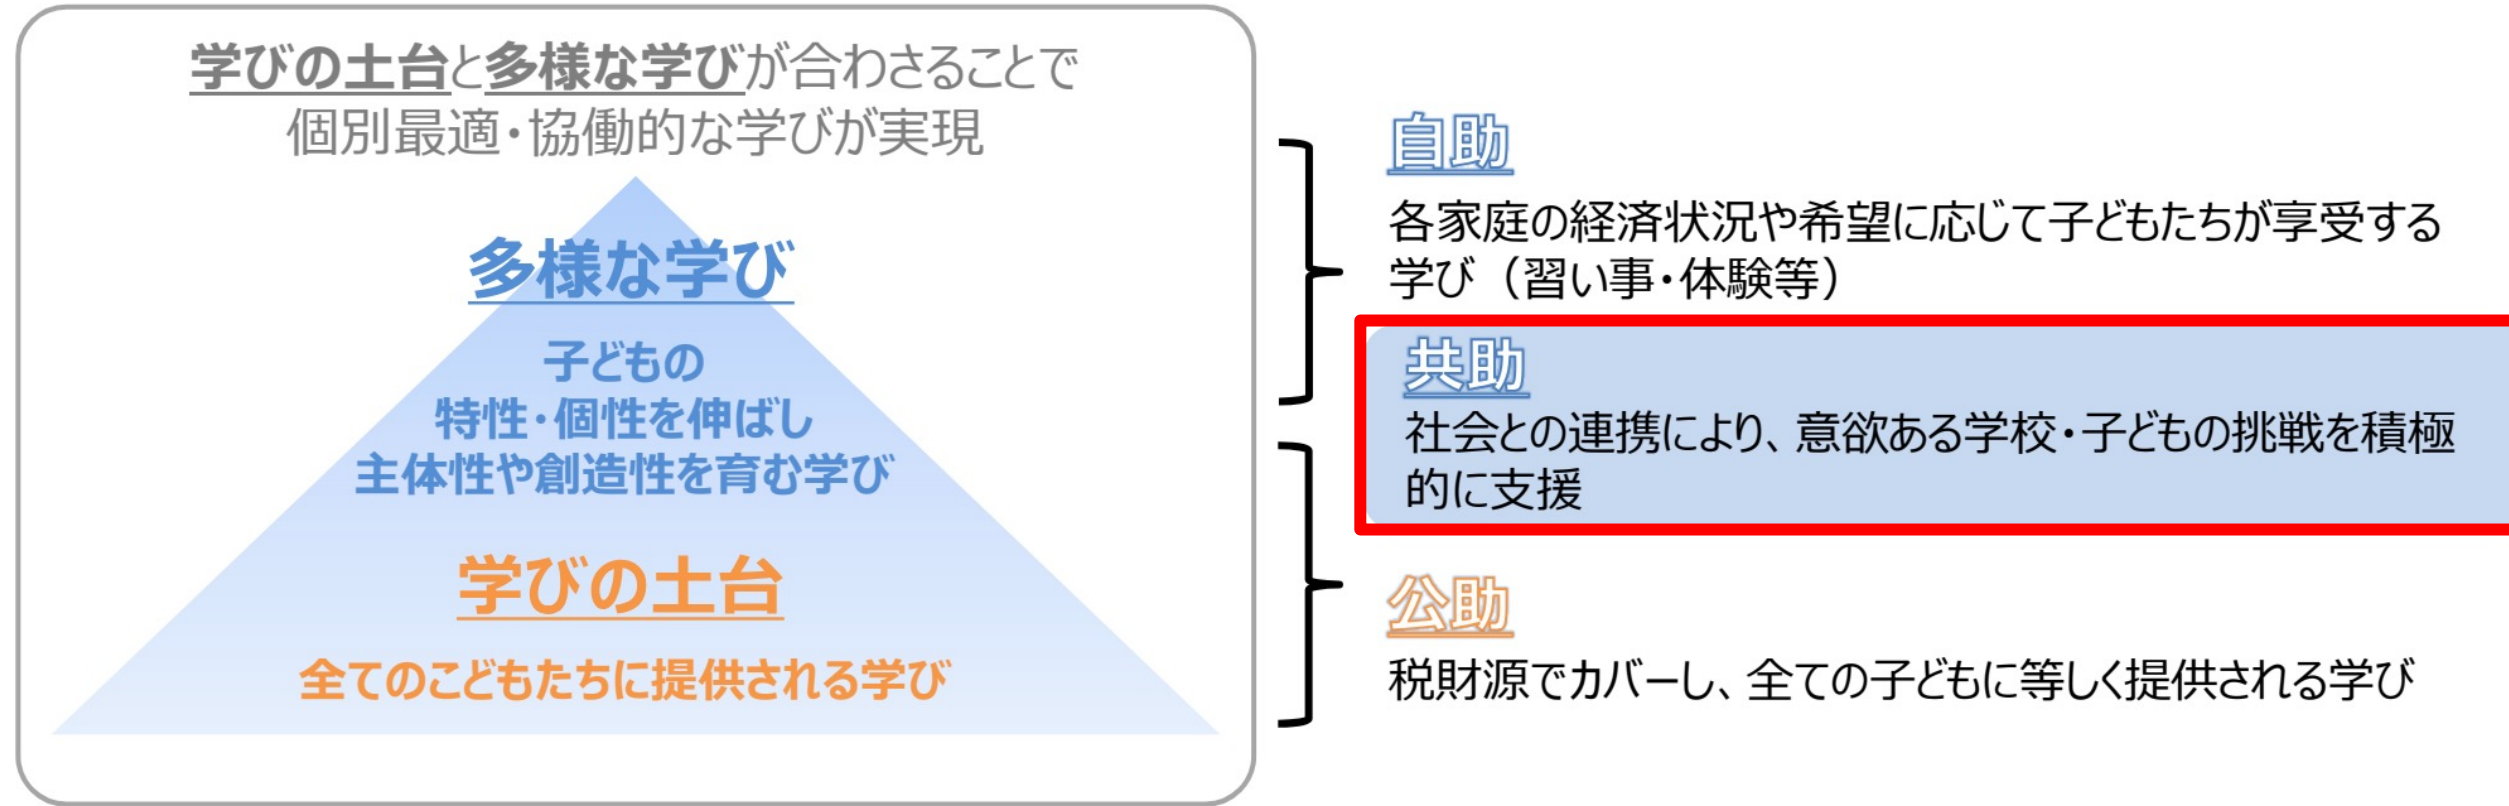 学びの土台と多様な学びが合わさることで
個別最適・協働的な学びが実現
多様な学び
子どもの
特性・個性を伸ばし
主体性や創造性を育む学び
学びの土台
全てのこどもたちに提供される学び
自助
各家庭の経済状況や希望に応じて子どもたちが享受する
学び（習い事・体験等）
共助
社会との連携により、意欲ある学校・子どもの挑戦を積極
的に支援
公助
税財源でカバーし、全ての子どもに等しく提供される学び